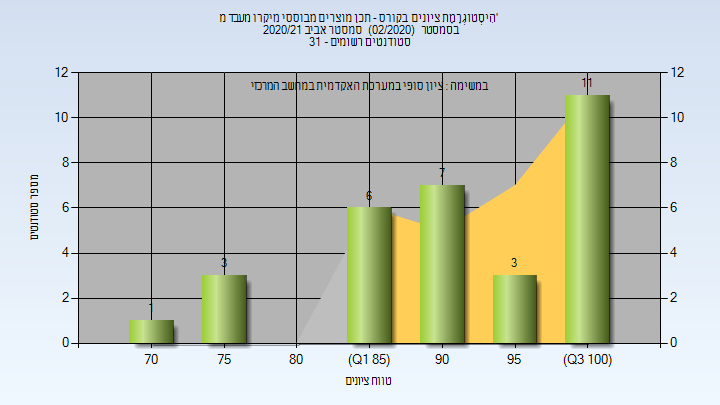 היסטוגרמת ציונים בקורס - תכן מוצרים מבוססי מיקרו מעבד מ'
בסמסטר (02/2020) סמסטר אביב 2020/21
סטודנטים רשומים - 31
במשימה : ציון סופי במערכת האקדמית במחשב המרכזי
12 12
10 10
8 8
6 6
4 4
2 2
0 0
מספר סטודנטים
1 3 6 7 3 11
70 75 80 (Q1 85) 90 95 (Q3 100)
טווח ציונים